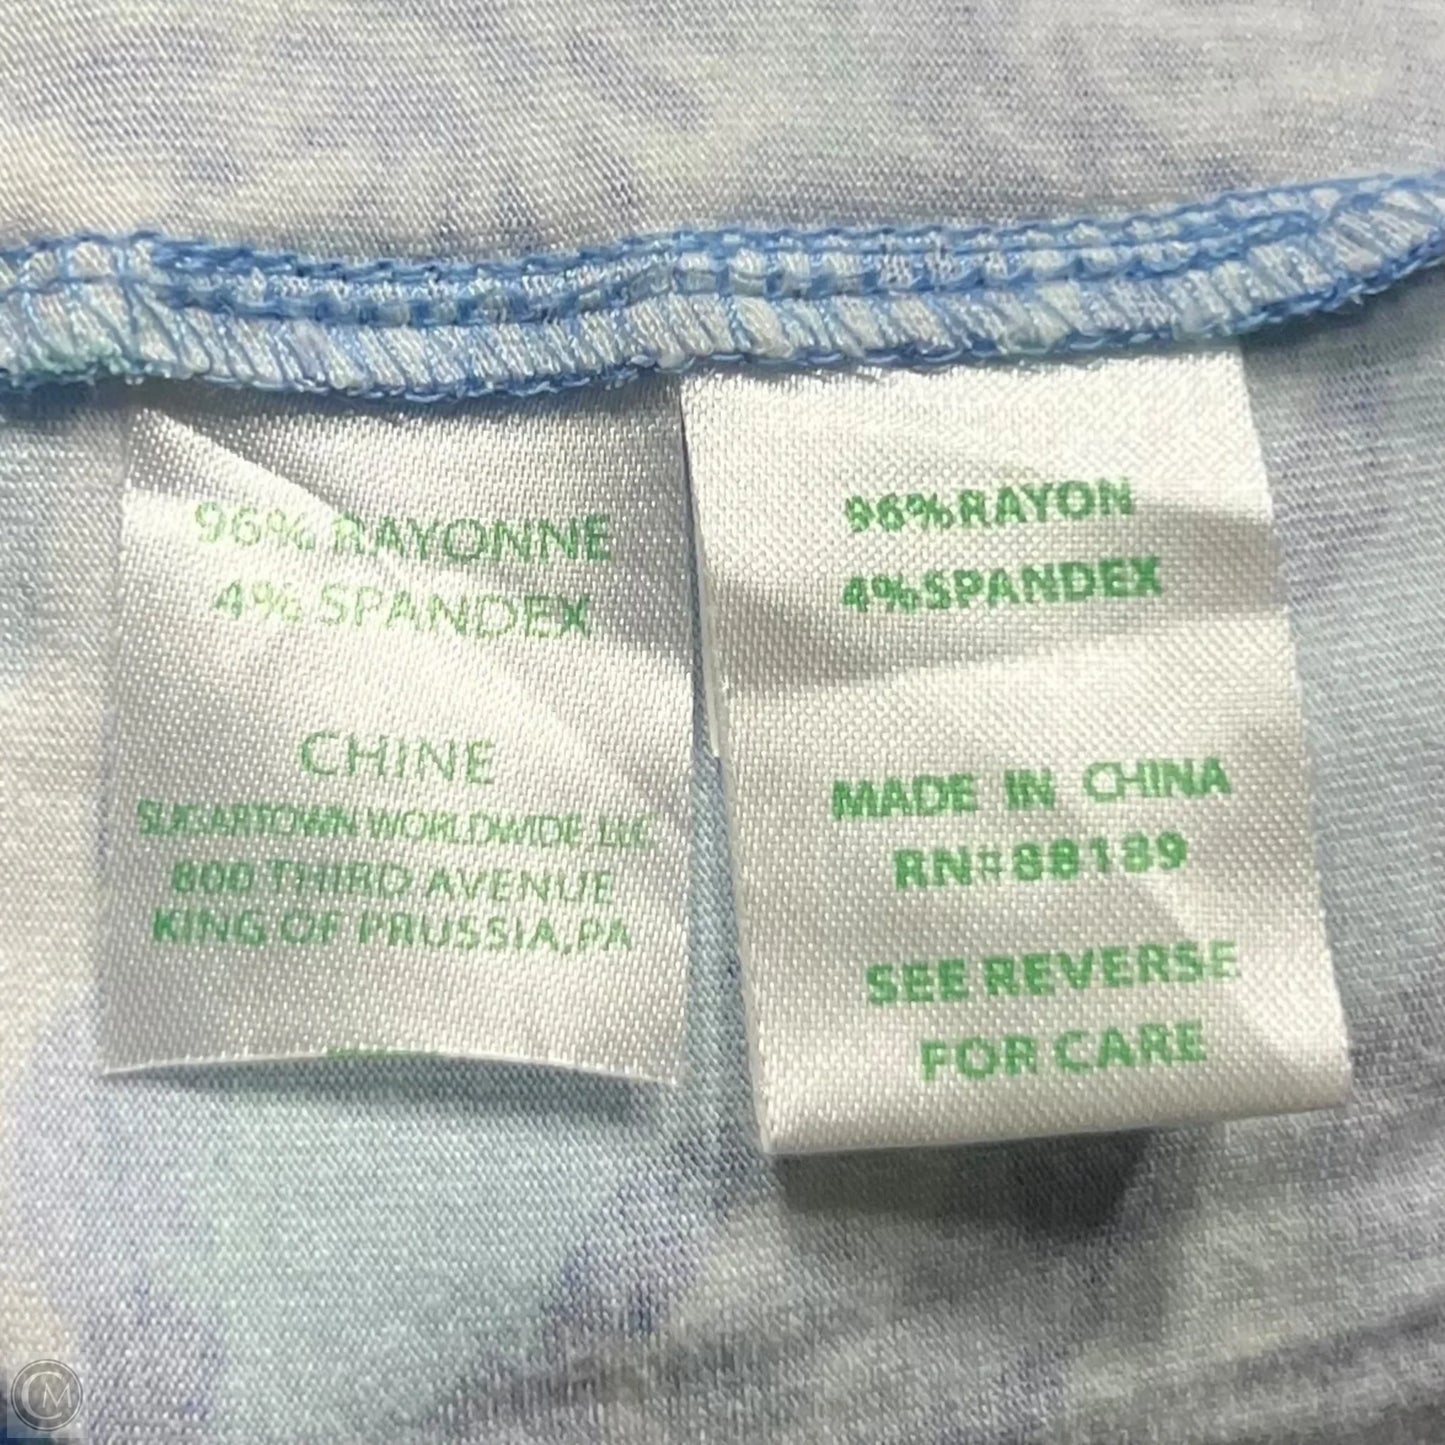 96% RAYONNE
4% SPANDEX
CHINE
SUGARTOWN WORLDWIDE LLC
800 THIRD AVENUE
KING OF PRUSSIA,PA
96%RAYON
4%SPANDEX
MADE IN CHINA
RN#88189
SEE REVERSE
FOR CARE
CM